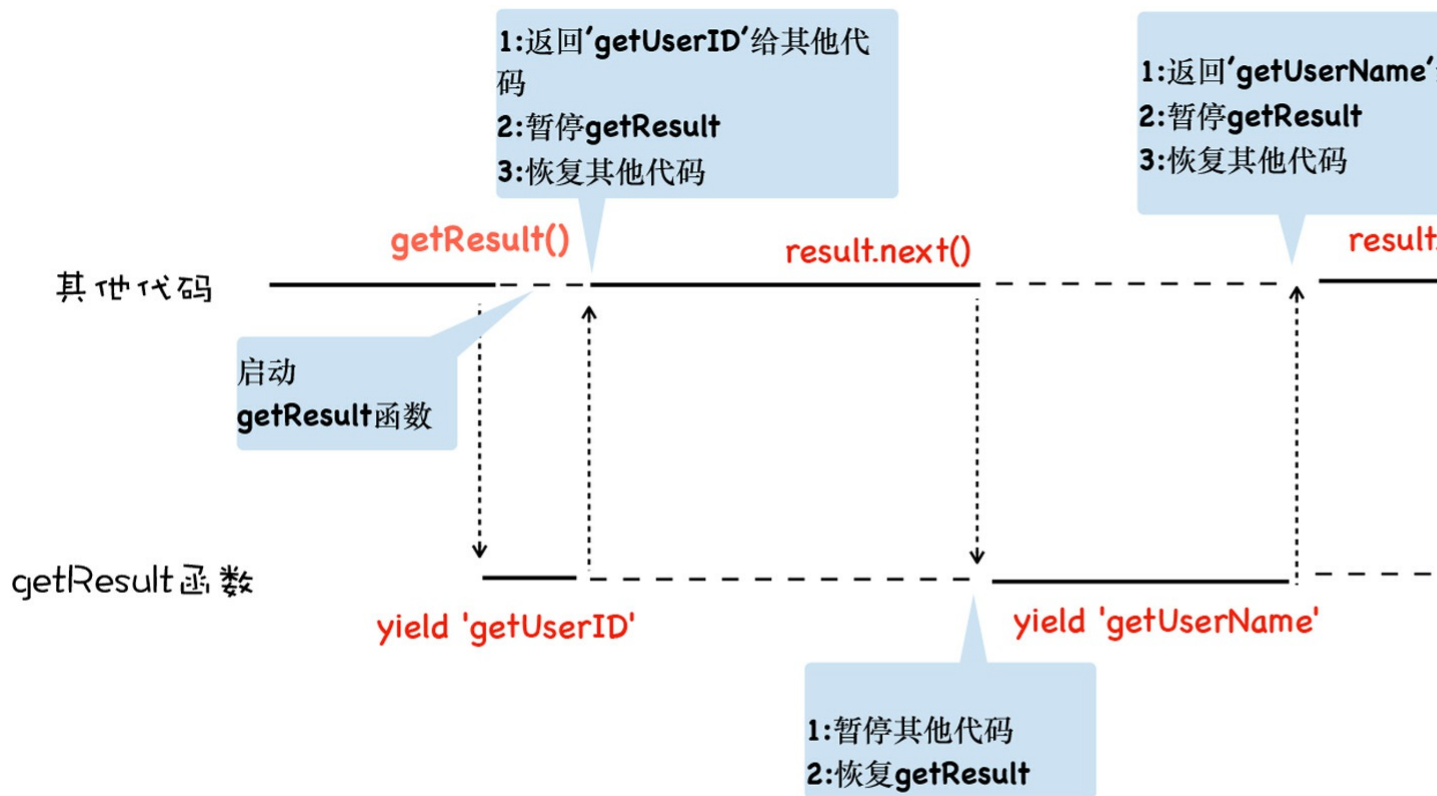 1:返回'getUserID'给其他代
码
2:暂停getResult
3:恢复其他代码
1:返回'getUserName'
2:暂停getResult
3:恢复其他代码
getResult()
result.next()
result.
其他代码
启动
getResult函数
getResult函数
yield 'getUserID'
yield 'getUserName'
1:暂停其他代码
2:恢复getResult